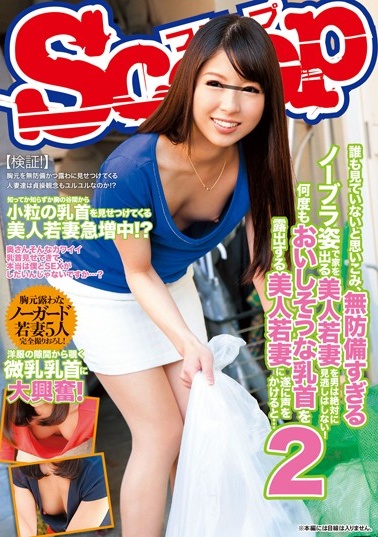 Scoop
スコープ
【検証!】
胸元を無防備かつ露わに見せつけてくる
人妻達は貞操観念もユルユルなのか!?
知ってか知らずか胸の谷間から
小粒の乳首を見せつけてくる
美人若妻急増中!?
奥さんそんなカワイイ
乳首見せてきて、
本当は僕とSEXが
したいんじゃないですか…?
胸元露わな
ノーガード
若妻5人
完全撮りおろし!
洋服の隙間から覗く
微乳乳首に
大興奮!
誰も見ていないと思いこみ、無防備すぎる
ノーブラ姿で家を出る、美人若妻を男は絶対に見逃しはしない!
何度もおいしそうな乳首を
露出する美人若妻に遂に声をかけると…
2
※本編には目線は入りません。